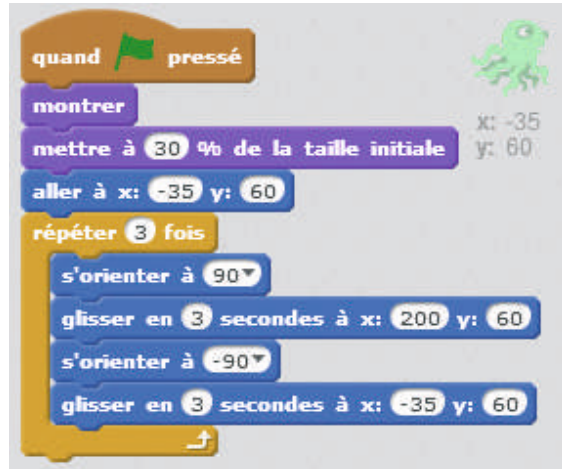 quand pressé
montrer
mettre à 30 % de la taille initiale
x: -35
y: 60
aller à x: -35 y: 60
répéter 3 fois
s'orienter à 90
glisser en 3 secondes à x: 200 y: 60
s'orienter à -90
glisser en 3 secondes à x: -35 y: 60